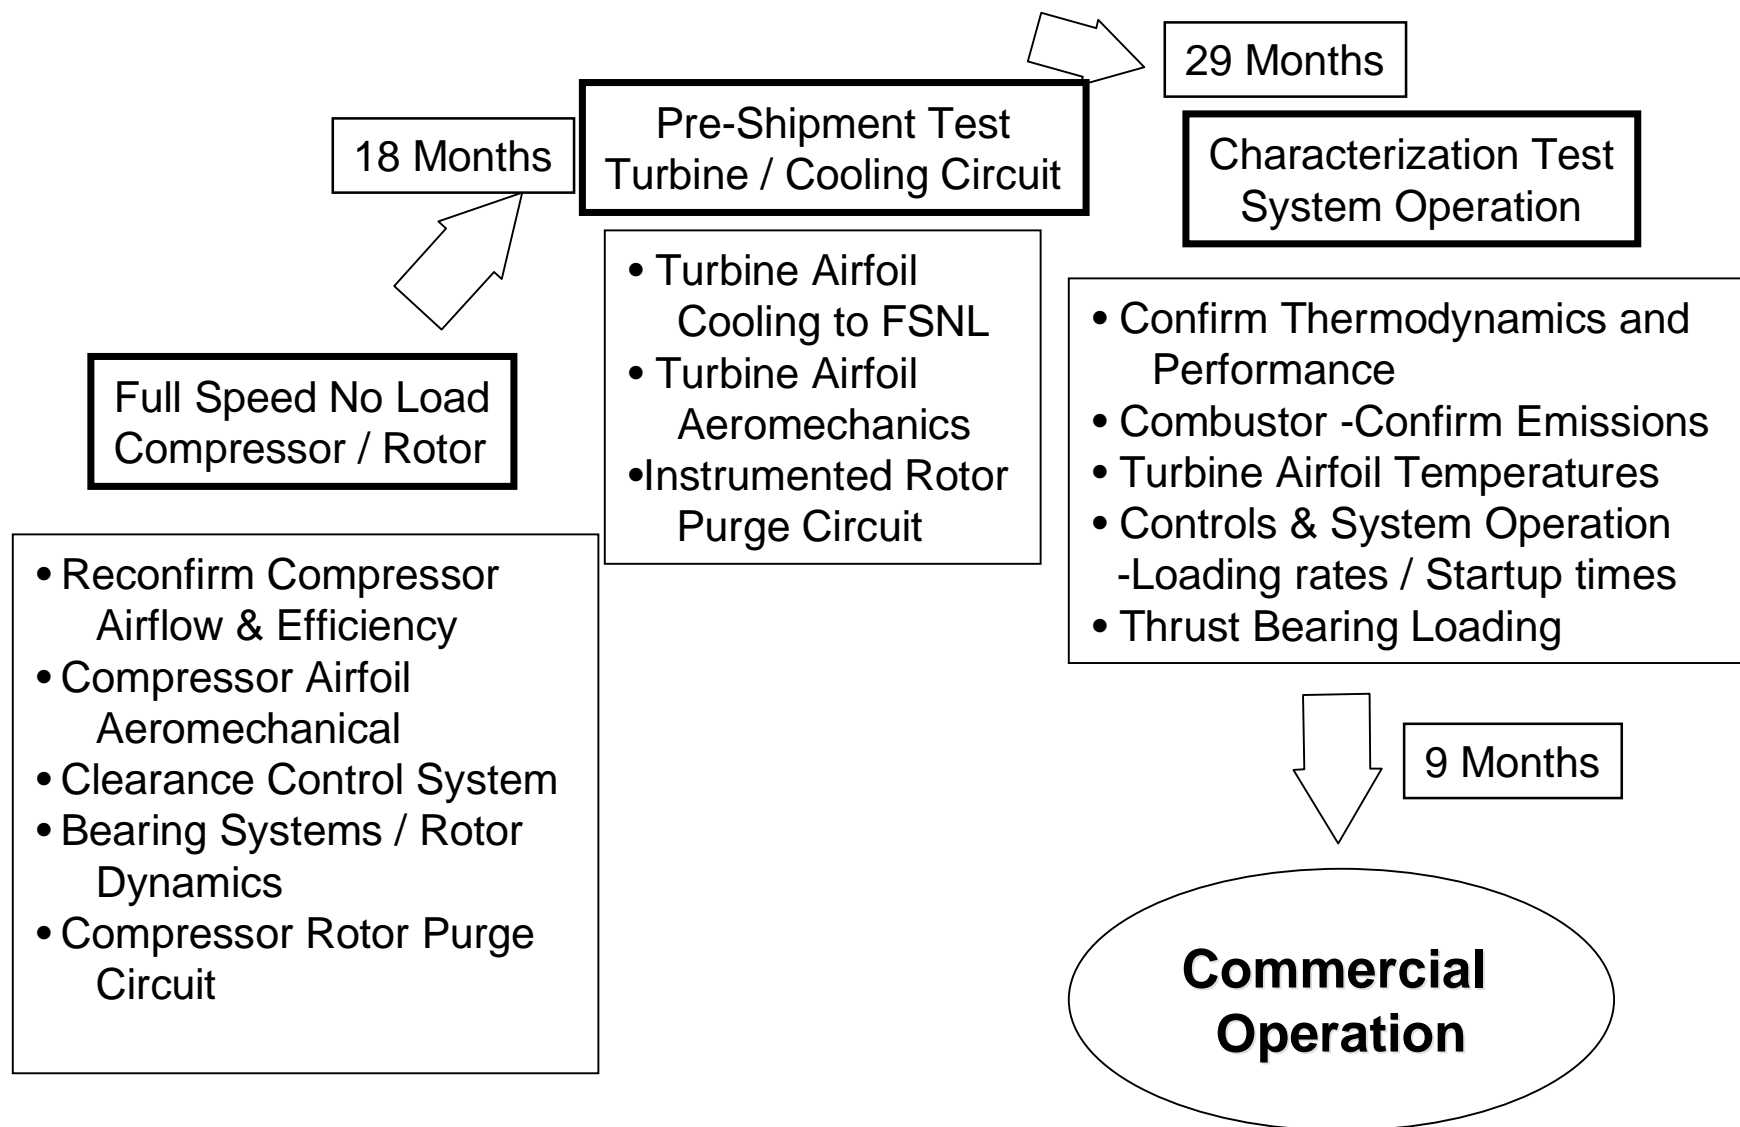 Full Speed No Load
Compressor / Rotor
• Reconfirm Compressor
Airflow & Efficiency
• Compressor Airfoil
Aeromechanical
• Clearance Control System
• Bearing Systems / Rotor
Dynamics
• Compressor Rotor Purge
Circuit
18 Months
Pre-Shipment Test
Turbine / Cooling Circuit
• Turbine Airfoil
Cooling to FSNL
• Turbine Airfoil
Aeromechanics
•Instrumented Rotor
Purge Circuit
29 Months
Characterization Test
System Operation
• Confirm Thermodynamics and
Performance
• Combustor -Confirm Emissions
• Turbine Airfoil Temperatures
• Controls & System Operation
-Loading rates / Startup times
• Thrust Bearing Loading
9 Months
Commercial
Operation